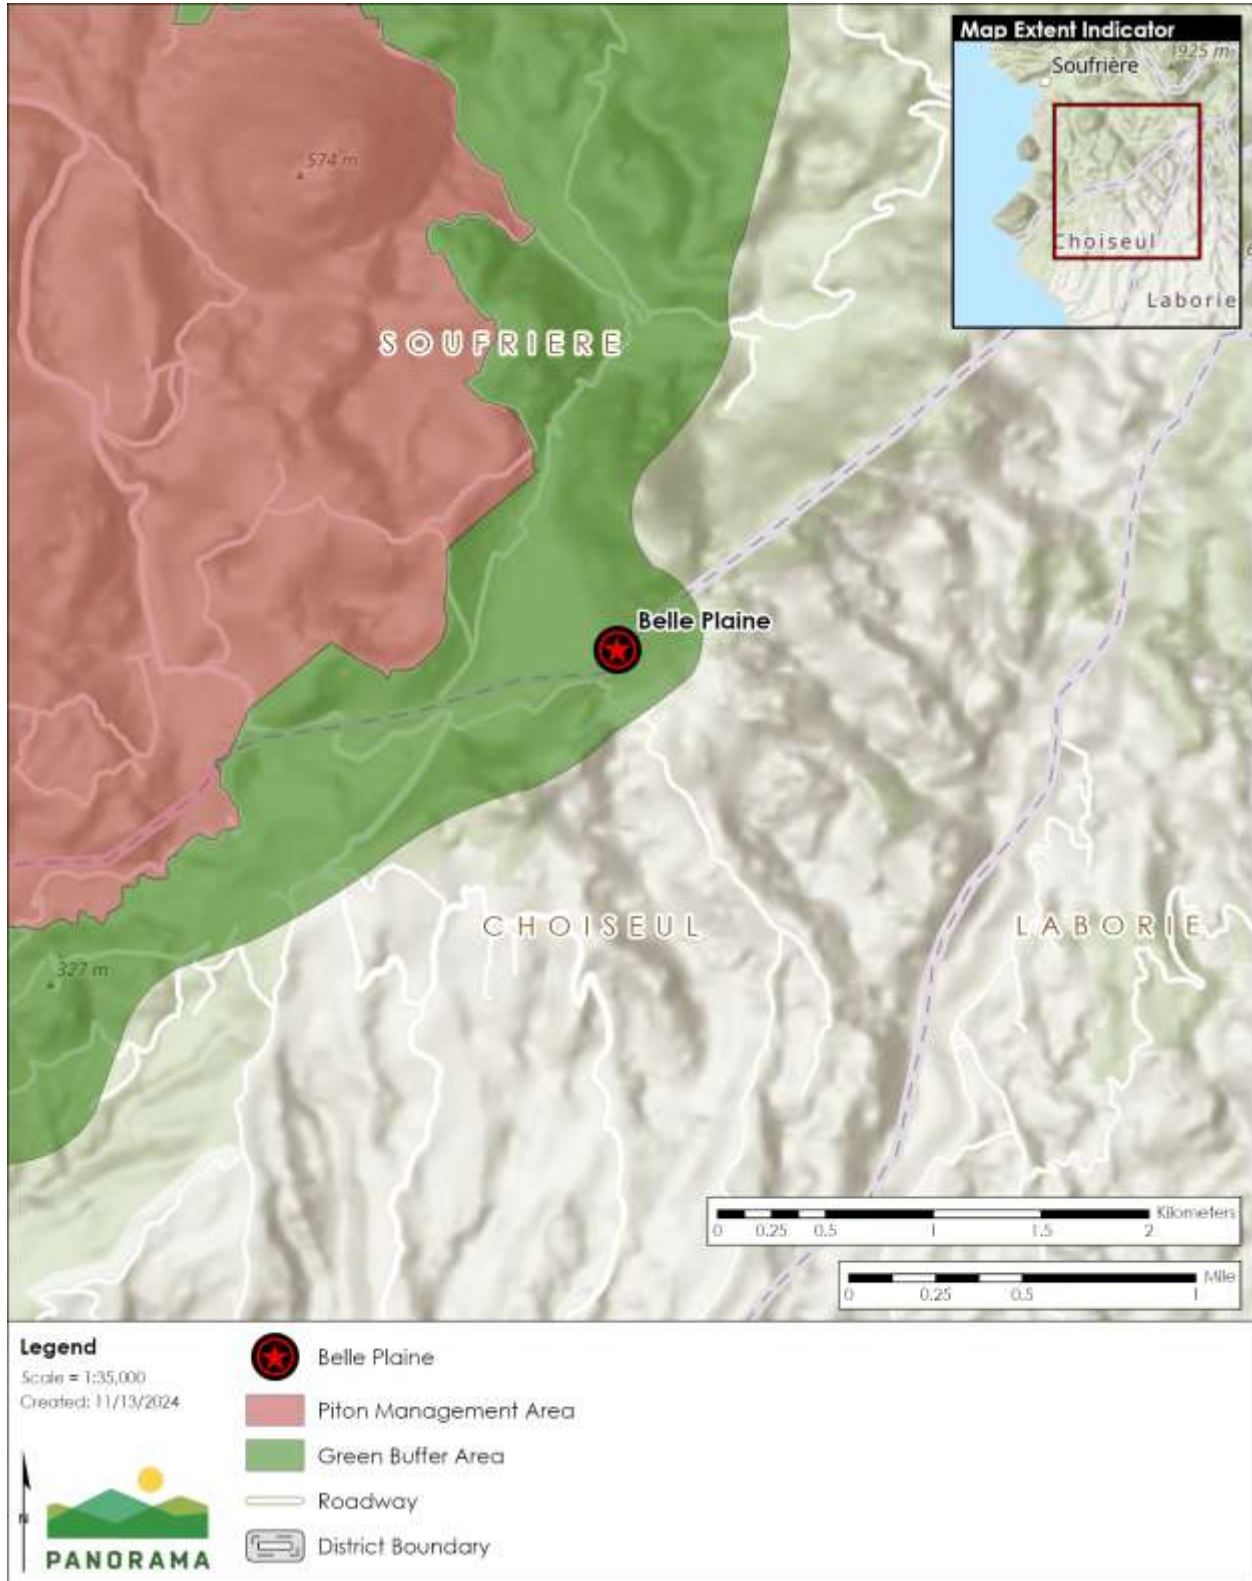 Map Extent Indicator
925 m
Soufrière
Choiseul
Laborie
574 m
SOUFRIERE
Belle Plaine
CHOISEUL
LABORIE
327 m
Kilometers
0 0.25 0.5 1 1.5 2
Mile
0 0.25 0.5 1
Legend
Scale = 1:35,000
Created: 11/13/2024
N
PANORAMA
Belle Plaine
Piton Management Area
Green Buffer Area
Roadway
District Boundary